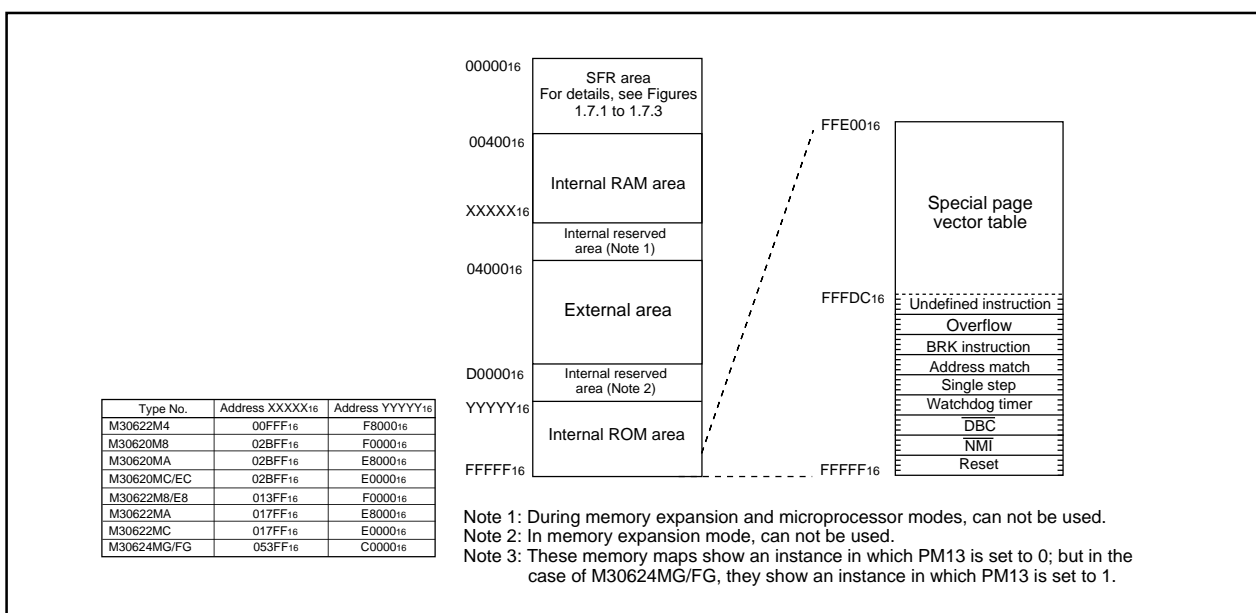 00000₁₆
SFR area
For details, see Figures
1.7.1 to 1.7.3
00400₁₆
Internal RAM area
XXXXX₁₆
Internal reserved
area (Note 1)
04000₁₆
External area
D0000₁₆
Internal reserved
area (Note 2)
YYYYY₁₆
Internal ROM area
FFFFF₁₆
FFE00₁₆
Special page
vector table
FFFDC₁₆
Undefined instruction
Overflow
BRK instruction
Address match
Single step
Watchdog timer
DBC
NMI
FFFFF₁₆
Reset
Type No. Address XXXXX₁₆ Address YYYYY₁₆
M30622M4 00FFF₁₆ F8000₁₆
M30620M8 02BFF₁₆ F0000₁₆
M30620MA 02BFF₁₆ E8000₁₆
M30620MC/EC 02BFF₁₆ E0000₁₆
M30622M8/E8 013FF₁₆ F0000₁₆
M30622MA 017FF₁₆ E8000₁₆
M30622MC 017FF₁₆ E0000₁₆
M30624MG/FG 053FF₁₆ C0000₁₆
Note 1: During memory expansion and microprocessor modes, can not be used.
Note 2: In memory expansion mode, can not be used.
Note 3: These memory maps show an instance in which PM13 is set to 0; but in the
case of M30624MG/FG, they show an instance in which PM13 is set to 1.